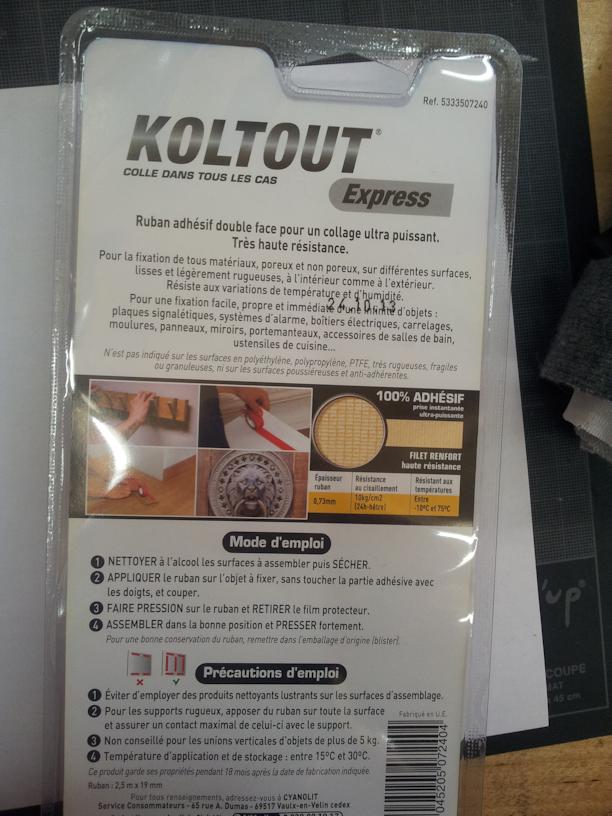 Ref. 5333507240
KOLTOUT®
COLLE DANS TOUS LES CAS
Express
Ruban adhésif double face pour un collage ultra puissant.
Très haute résistance.
Pour la fixation de tous matériaux, poreux et non poreux, sur différentes surfaces,
lisses et légèrement rugueuses, à l'intérieur comme à l'extérieur.
Résiste aux variations de température et d'humidité.
24.10.13
Pour une fixation facile, propre et immédiate d'une infinité d'objets :
plaques signalétiques, systèmes d'alarme, boîtiers électriques, carrelages,
moulures, panneaux, miroirs, portemanteaux, accessoires de salles de bain,
ustensiles de cuisine...
N'est pas indiqué sur les surfaces en polyéthylène, polypropylène, PTFE, très rugueuses, fragiles
ou granuleuses, ni sur les surfaces poussiéreuses et anti-adhérentes.
100% ADHÉSIF
prise instantanée
ultra-puissante
FILET RENFORT
haute résistance
Épaisseur
ruban
0,73mm
Résistance
au cisaillement
10kg/cm2
(24h-hêtre)
Résistant aux
températures
Entre
-10°C et 75°C
Mode d'emploi
1 NETTOYER à l'alcool les surfaces à assembler puis SÉCHER.
2 APPLIQUER le ruban sur l'objet à fixer, sans toucher la partie adhésive avec
les doigts, et couper.
3 FAIRE PRESSION sur le ruban et RETIRER le film protecteur.
4 ASSEMBLER dans la bonne position et PRESSER fortement.
Pour une bonne conservation du ruban, remettre dans l'emballage d'origine (blister).
Précautions d'emploi
1 Éviter d'employer des produits nettoyants lustrants sur les surfaces d'assemblage.
2 Pour les supports rugueux, apposer du ruban sur toute la surface
et assurer un contact maximal de celui-ci avec le support.
3 Non conseillé pour les unions verticales d'objets de plus de 5 kg.
4 Température d'application et de stockage : entre 15°C et 30°C.
Ce produit garde ses propriétés pendant 18 mois après la date de fabrication indiquée.
Ruban : 2,5 m x 19 mm
Pour tous renseignements, adressez-vous à CYANOLIT
Service Consommateurs - 65 rue A. Dumas - 69517 Vaulx-en-Velin cedex
Fabriqué en U.E.
045205 072404
'up®
COUPE
45 cm